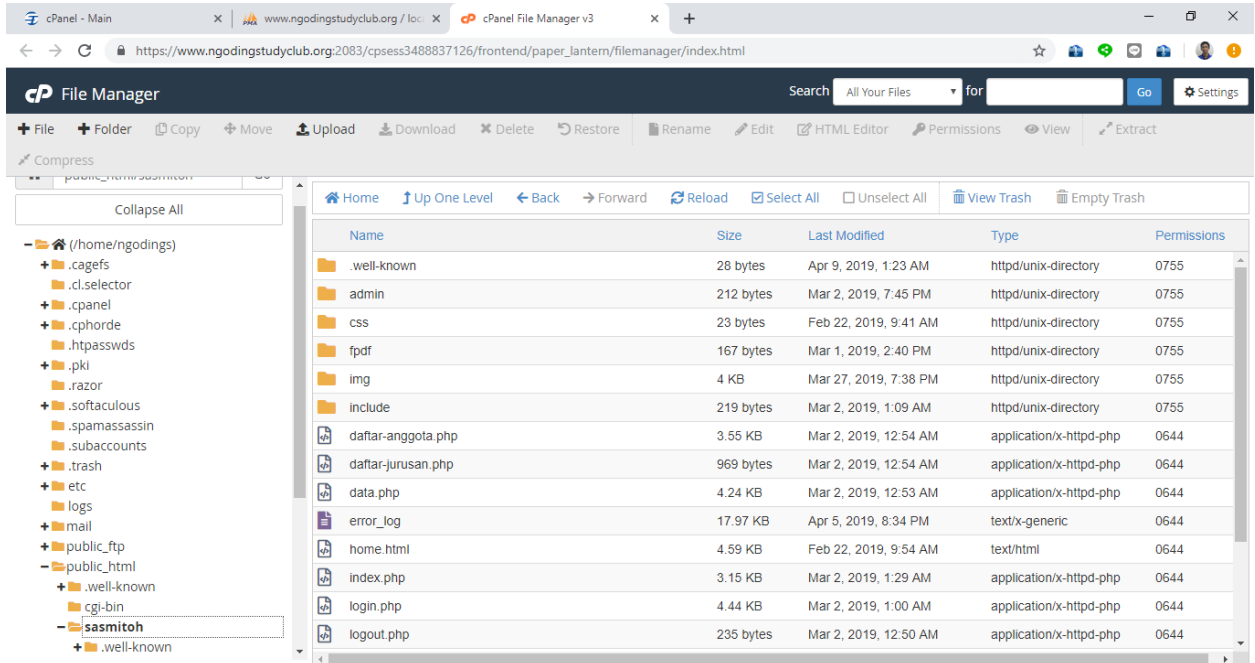 cPanel - Main
www.ngodingstudyclub.org / loc
cPanel File Manager v3
https://www.ngodingstudyclub.org:2083/cpsess3488837126/frontend/paper_lantern/filemanager/index.html
cP File Manager
Search All Your Files for Go Settings
File Folder Copy Move Upload Download Delete Restore Rename Edit HTML Editor Permissions View Extract
Compress
public_html/sasmitoh Go
Collapse All
(/home/ngodings)
.cagefs
.cl.selector
.cpanel
.cphorde
.htpasswds
.pki
.razor
.softaculous
.spamassassin
.subaccounts
.trash
etc
logs
mail
public_ftp
public_html
.well-known
cgi-bin
sasmitoh
.well-known
Home Up One Level Back Forward Reload Select All Unselect All View Trash Empty Trash
Name Size Last Modified Type Permissions
.well-known 28 bytes Apr 9, 2019, 1:23 AM httpd/unix-directory 0755
admin 212 bytes Mar 2, 2019, 7:45 PM httpd/unix-directory 0755
css 23 bytes Feb 22, 2019, 9:41 AM httpd/unix-directory 0755
fpdf 167 bytes Mar 1, 2019, 2:40 PM httpd/unix-directory 0755
img 4 KB Mar 27, 2019, 7:38 PM httpd/unix-directory 0755
include 219 bytes Mar 2, 2019, 1:09 AM httpd/unix-directory 0755
daftar-anggota.php 3.55 KB Mar 2, 2019, 12:54 AM application/x-httpd-php 0644
daftar-jurusan.php 969 bytes Mar 2, 2019, 12:54 AM application/x-httpd-php 0644
data.php 4.24 KB Mar 2, 2019, 12:53 AM application/x-httpd-php 0644
error_log 17.97 KB Apr 5, 2019, 8:34 PM text/x-generic 0644
home.html 4.59 KB Feb 22, 2019, 9:54 AM text/html 0644
index.php 3.15 KB Mar 2, 2019, 1:29 AM application/x-httpd-php 0644
login.php 4.44 KB Mar 2, 2019, 1:00 AM application/x-httpd-php 0644
logout.php 235 bytes Mar 2, 2019, 12:50 AM application/x-httpd-php 0644